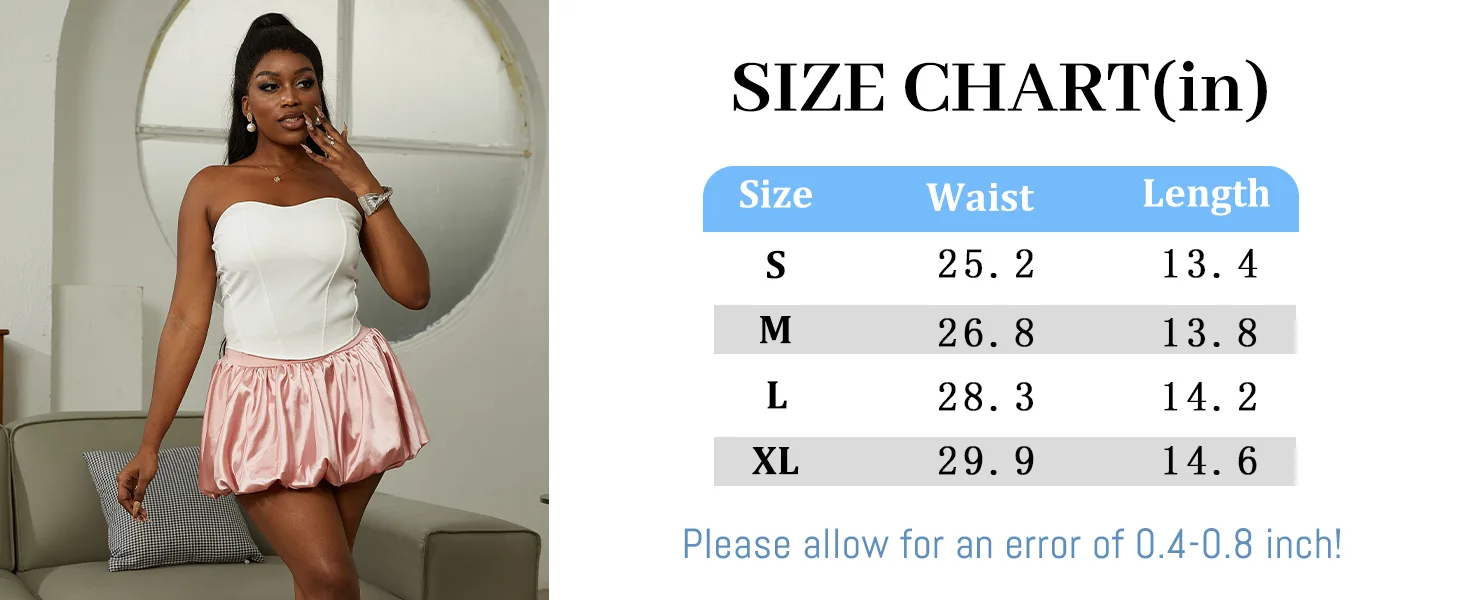 SIZE CHART(in)
Size Waist Length
S 25.2 13.4
M 26.8 13.8
L 28.3 14.2
XL 29.9 14.6
Please allow for an error of 0.4-0.8 inch!